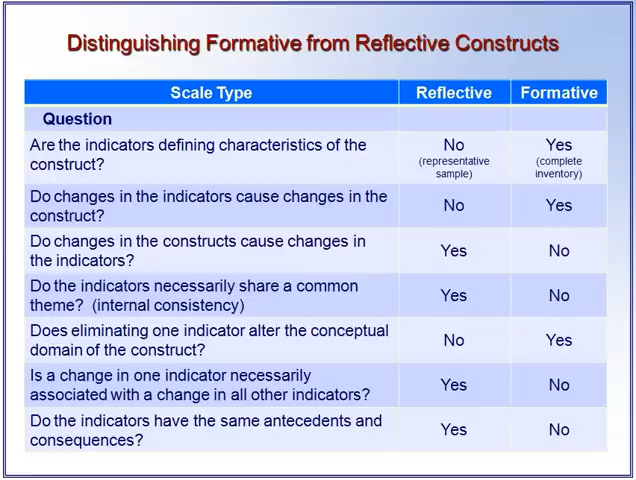 Distinguishing Formative from Reflective Constructs
Scale Type Reflective Formative
Question
Are the indicators defining characteristics of the
construct?
No
(representative
sample)
Yes
(complete
inventory)
Do changes in the indicators cause changes in the
construct?
No Yes
Do changes in the constructs cause changes in
the indicators?
Yes No
Do the indicators necessarily share a common
theme? (internal consistency)
Yes No
Does eliminating one indicator alter the conceptual
domain of the construct?
No Yes
Is a change in one indicator necessarily
associated with a change in all other indicators?
Yes No
Do the indicators have the same antecedents and
consequences?
Yes No